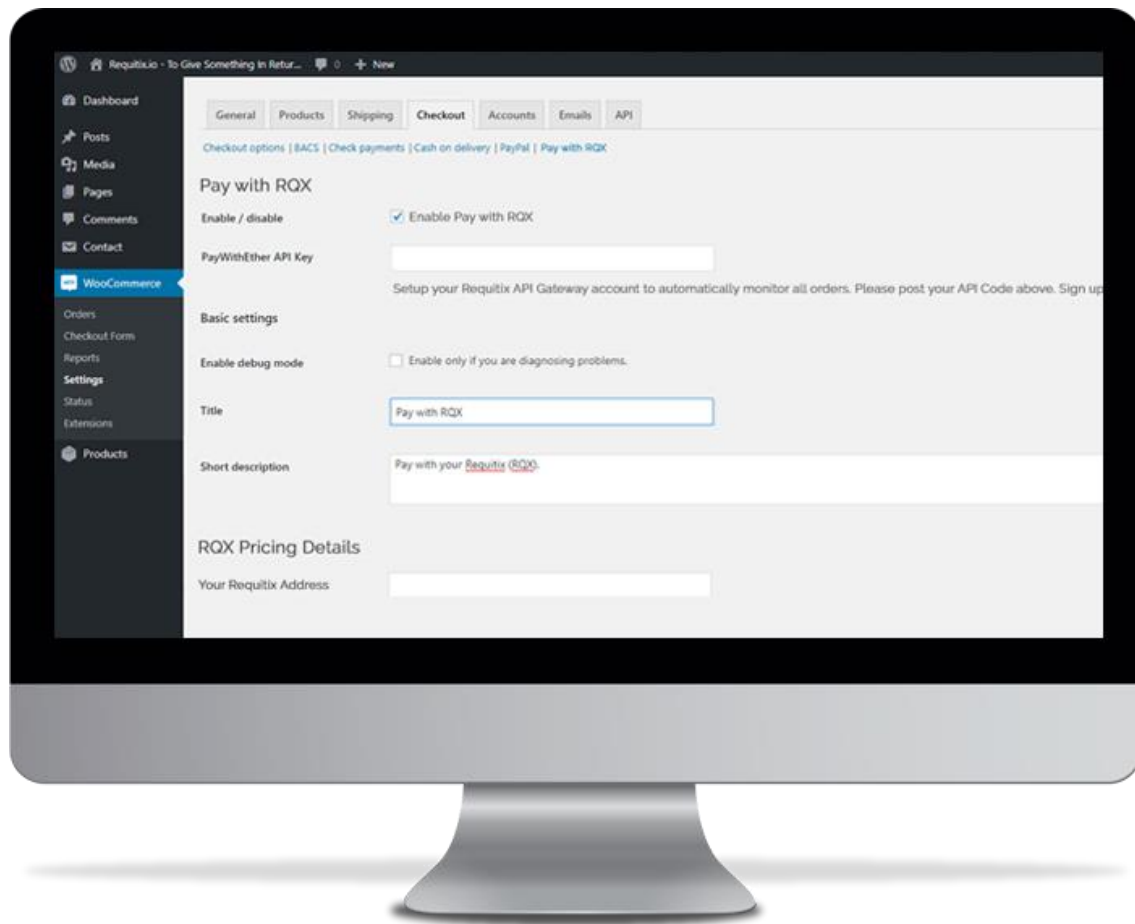 Requitix.io - To Give Something In Retur... 0 + New
Dashboard
Posts
Media
Pages
Comments
Contact
WooCommerce
Orders
Checkout Form
Reports
Settings
Status
Extensions
Products
General Products Shipping Checkout Accounts Emails API
Checkout options | BACS | Check payments | Cash on delivery | PayPal | Pay with RQX
Pay with RQX
Enable / disable Enable Pay with RQX
PayWithEther API Key
Setup your Requitix API Gateway account to automatically monitor all orders. Please post your API Code above. Sign up
Basic settings
Enable debug mode Enable only if you are diagnosing problems.
Title Pay with RQX
Short description Pay with your Requitix (RQX).
RQX Pricing Details
Your Requitix Address